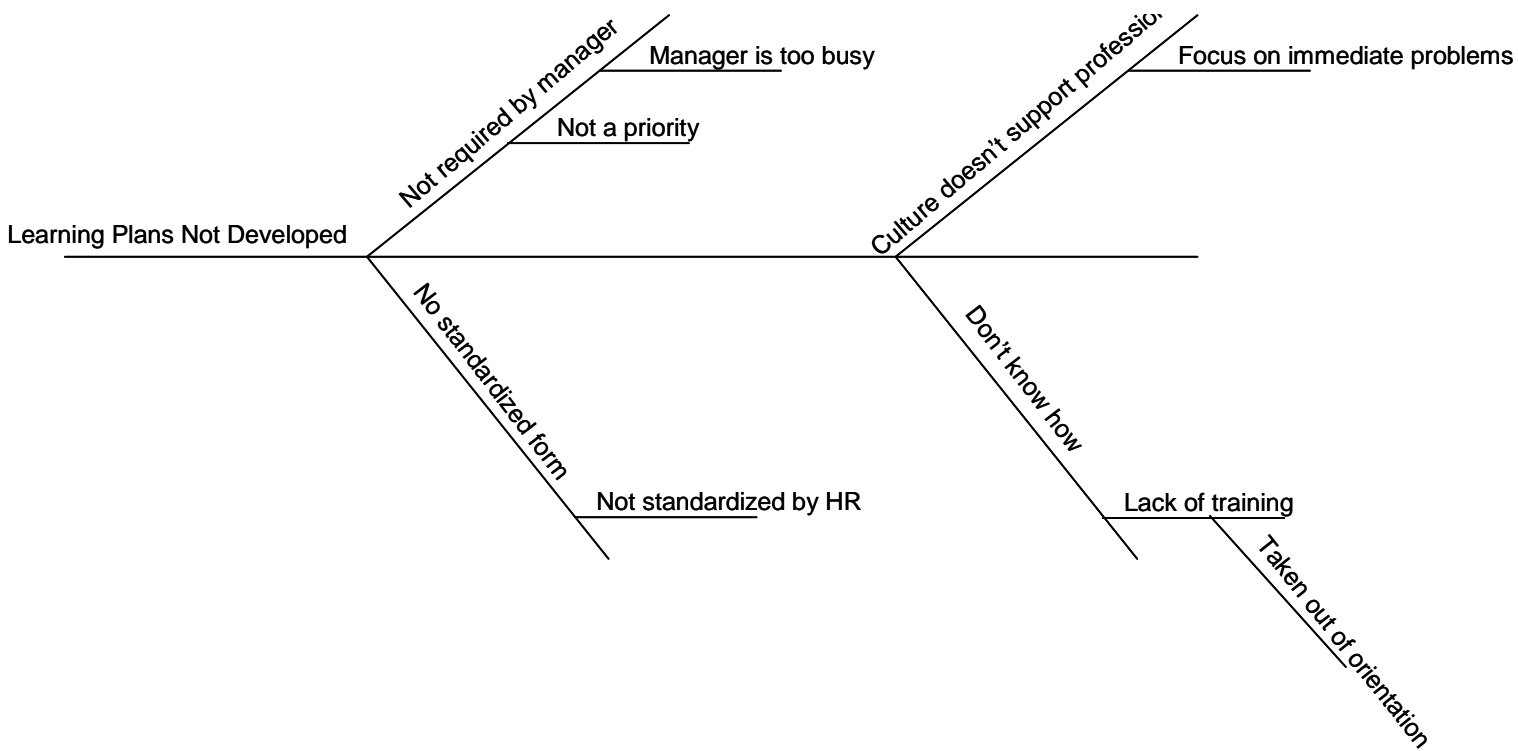 Not required by manager
Manager is too busy
Not a priority
Culture doesn't support
Focus on immediate problems
Learning Plans Not Developed
No standardized form
Not standardized by HR
Don't know how
Lack of training
Taken out of orientation